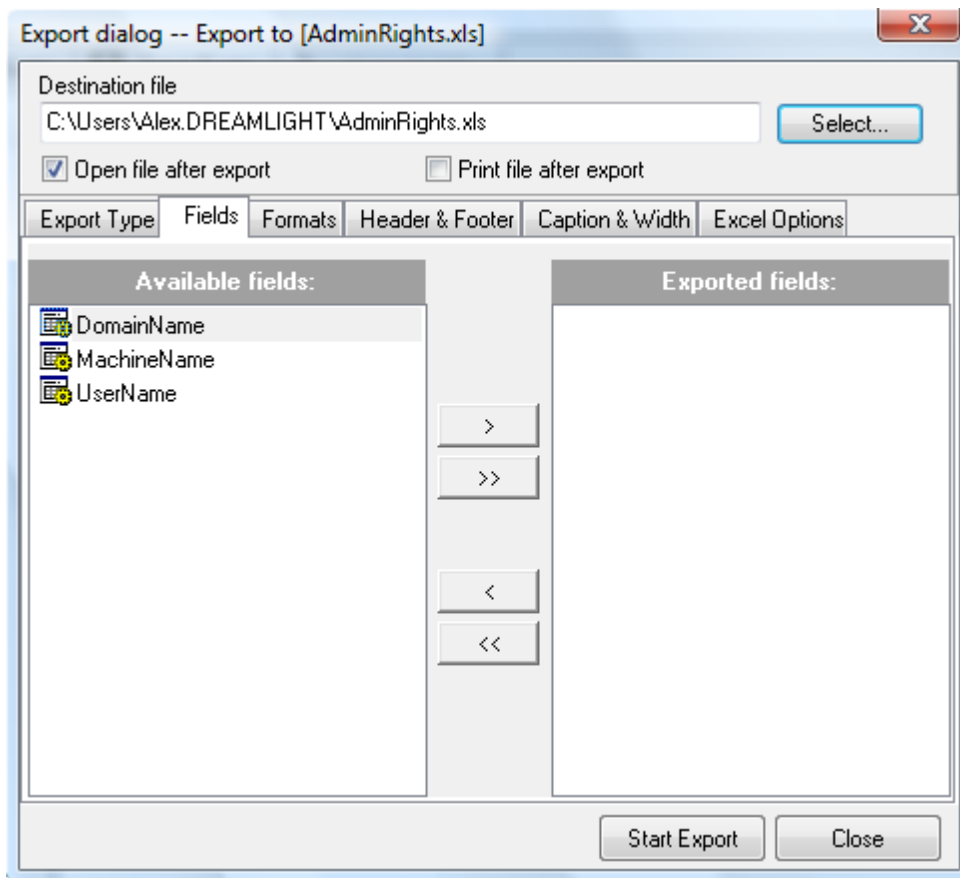 Export dialog -- Export to [AdminRights.xls]
Destination file
C:\Users\Alex.DREAMLIGHT\AdminRights.xls
Select...
Open file after export
Print file after export
Export Type
Fields
Formats
Header & Footer
Caption & Width
Excel Options
Available fields:
Exported fields:
DomainName
MachineName
UserName
>
>>
<
<<
Start Export
Close